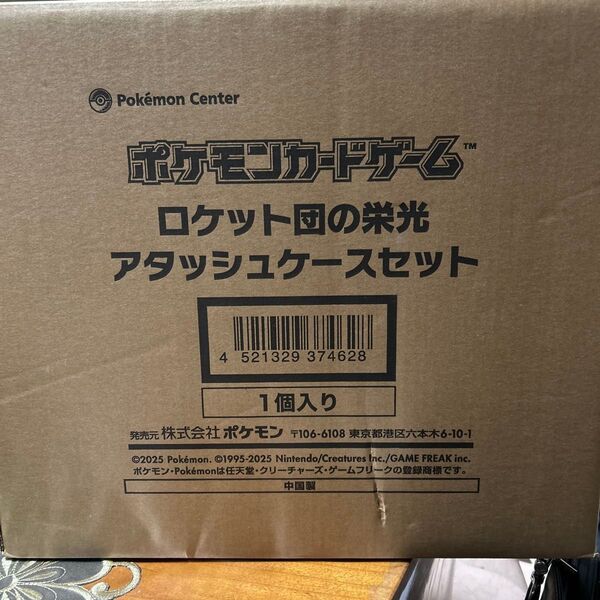 Pokémon Center
ポケモンカードゲーム™
ロケット団の栄光
アタッシュケースセット
4 521329 374628
1個入り
発売元 株式会社 ポケモン 〒106-6108 東京都港区六本木6-10-1
©2025 Pokémon. ©1995-2025 Nintendo/Creatures Inc./GAME FREAK inc.
ポケモン・Pokémonは任天堂・クリーチャーズ・ゲームフリークの登録商標です。
中国製